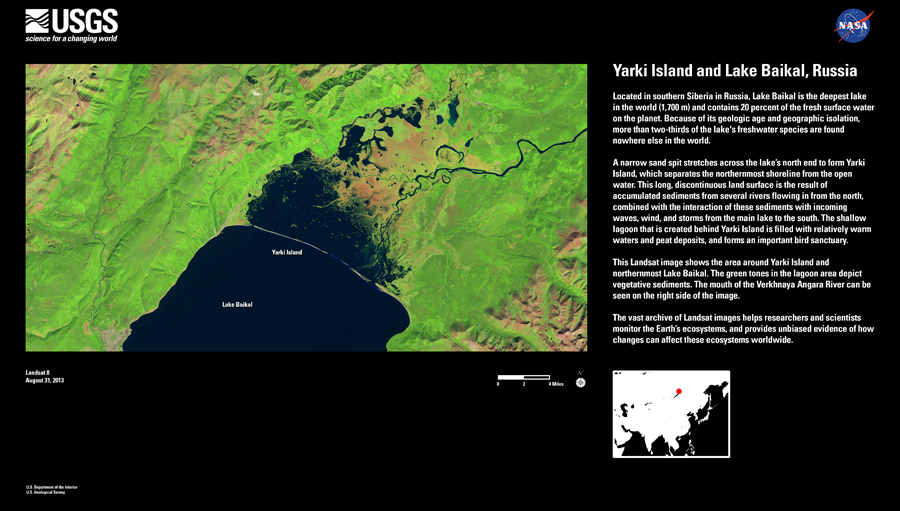 USGS
science for a changing world
NASA
Yarki Island and Lake Baikal, Russia
Located in southern Siberia in Russia, Lake Baikal is the deepest lake
in the world (1,700 m) and contains 20 percent of the fresh surface water
on the planet. Because of its geologic age and geographic isolation,
more than two-thirds of the lake's freshwater species are found
nowhere else in the world.
A narrow sand spit stretches across the lake's north end to form Yarki
Island, which separates the northernmost shoreline from the open
water. This long, discontinuous land surface is the result of
accumulated sediments from several rivers flowing in from the north,
combined with the interaction of these sediments with incoming
waves, wind, and storms from the main lake to the south. The shallow
lagoon that is created behind Yarki Island is filled with relatively warm
waters and peat deposits, and forms an important bird sanctuary.
This Landsat image shows the area around Yarki Island and
northernmost Lake Baikal. The green tones in the lagoon area depict
vegetative sediments. The mouth of the Verkhnaya Angara River can be
seen on the right side of the image.
The vast archive of Landsat images helps researchers and scientists
monitor the Earth's ecosystems, and provides unbiased evidence of how
changes can affect these ecosystems worldwide.
Yarki Island
Lake Baikal
Landsat 8
August 31, 2013
N
0 2 4 Miles
U.S. Department of the Interior
U.S. Geological Survey